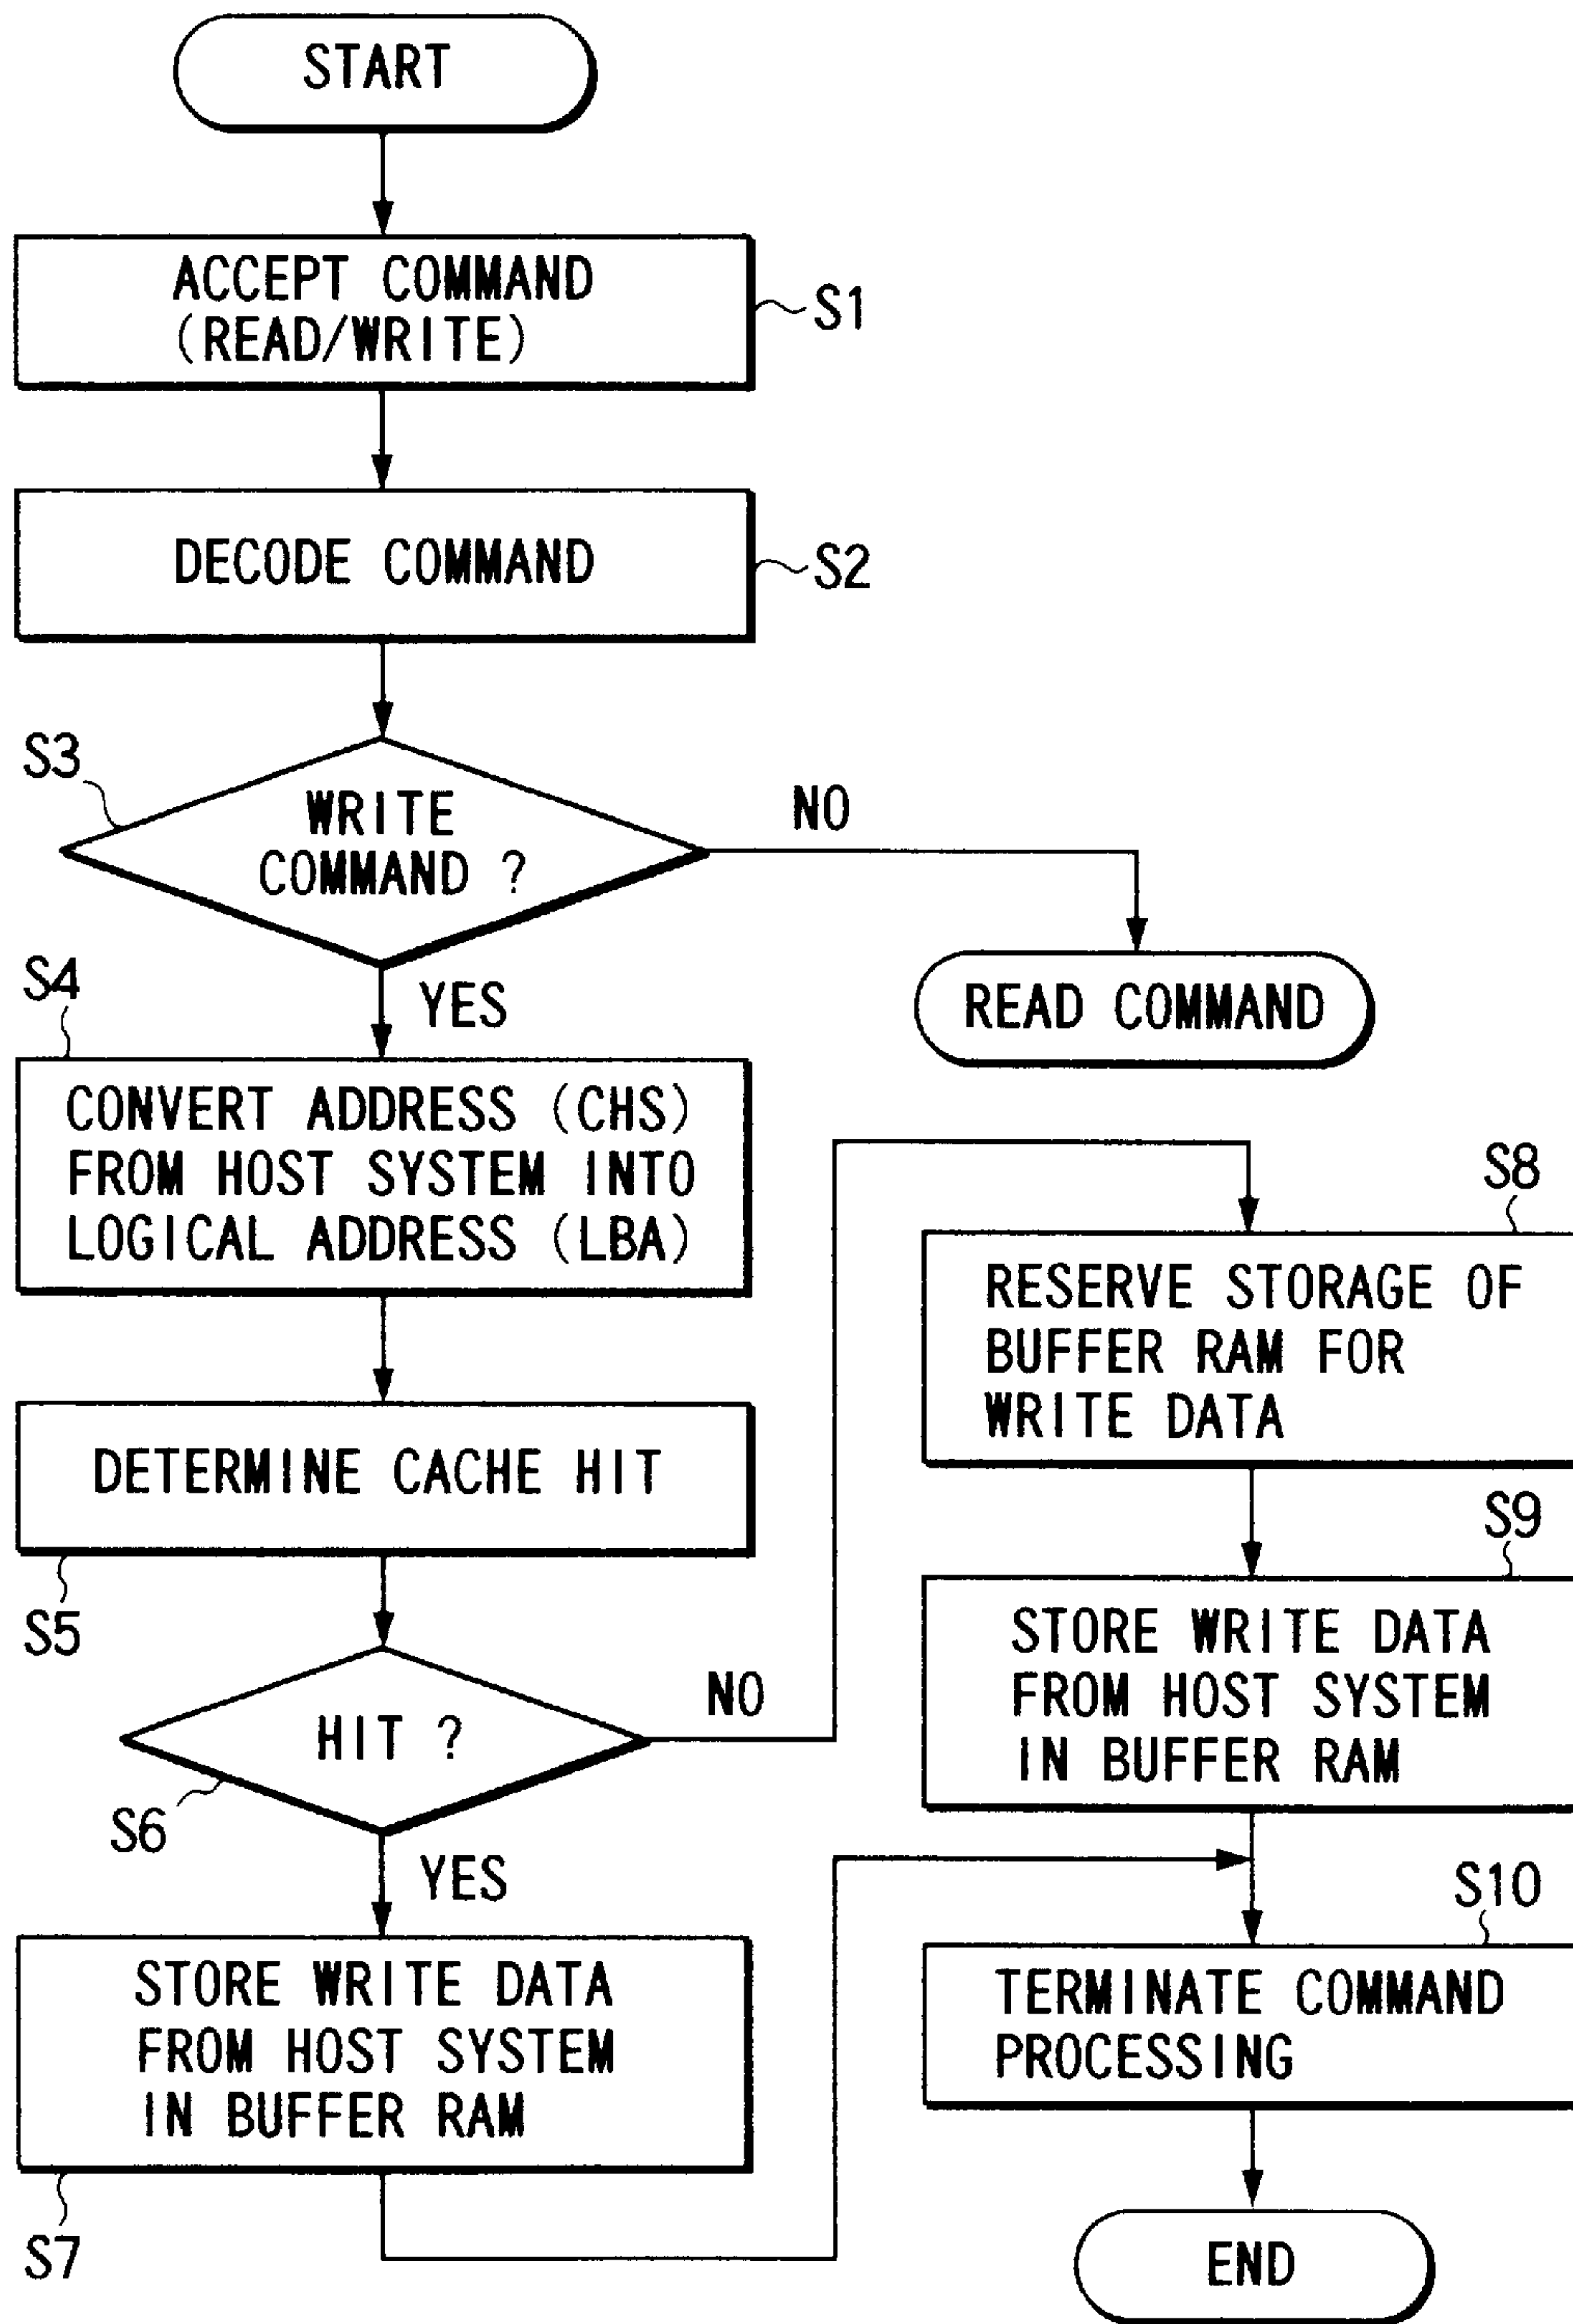 START
ACCEPT COMMAND
(READ/WRITE)
S1
DECODE COMMAND
S2
S3
WRITE
COMMAND ?
NO
YES
READ COMMAND
S4
CONVERT ADDRESS (CHS)
FROM HOST SYSTEM INTO
LOGICAL ADDRESS (LBA)
DETERMINE CACHE HIT
S5
HIT ?
NO
S6
YES
STORE WRITE DATA
FROM HOST SYSTEM
IN BUFFER RAM
S7
S8
RESERVE STORAGE OF
BUFFER RAM FOR
WRITE DATA
S9
STORE WRITE DATA
FROM HOST SYSTEM
IN BUFFER RAM
S10
TERMINATE COMMAND
PROCESSING
END